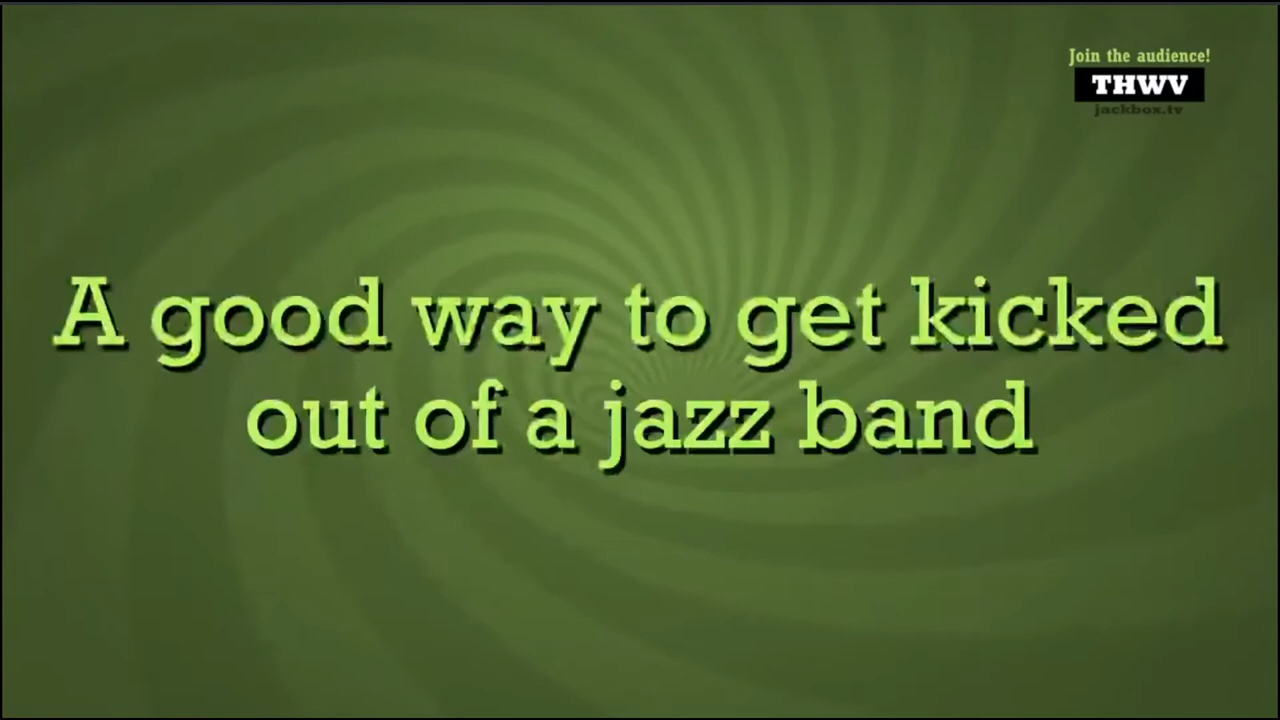 Join the audience!
THWV
jackbox.tv
A good way to get kicked
out of a jazz band